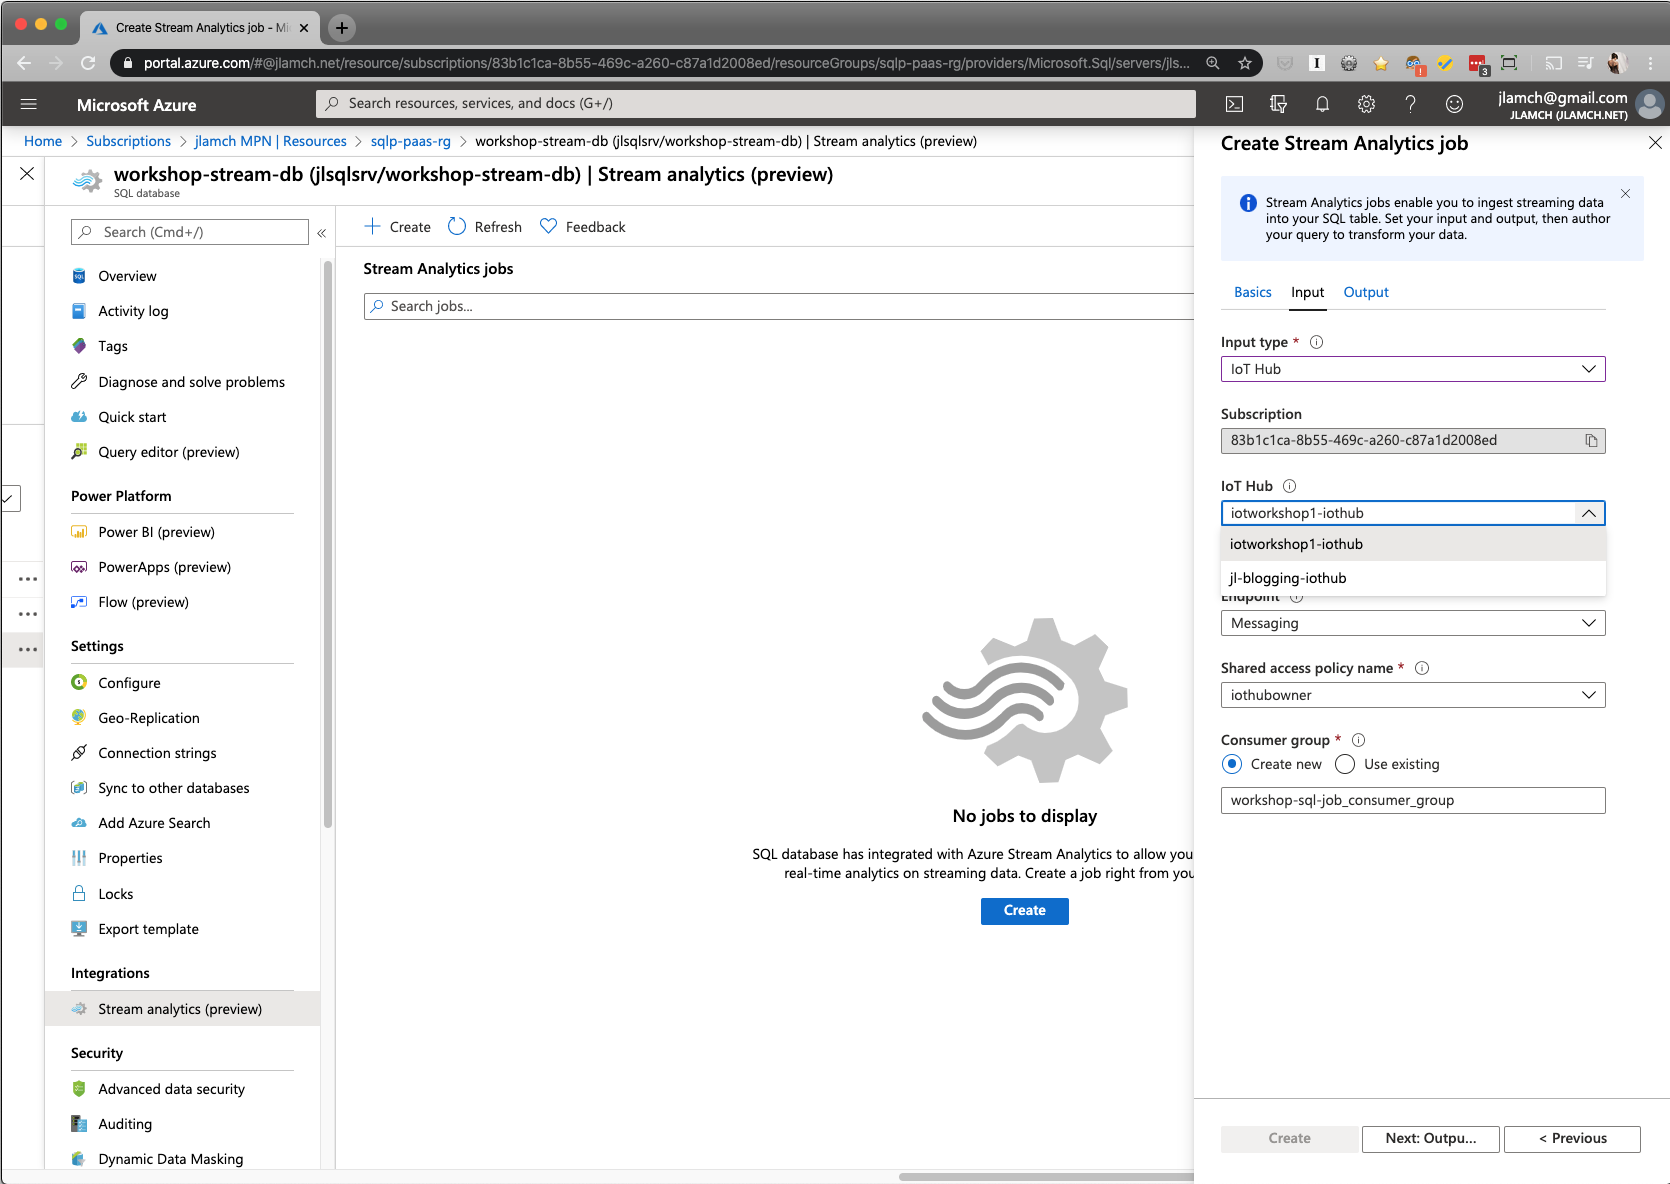 Create Stream Analytics job - Mi
portal.azure.com/#@jlamch.net/resource/subscriptions/83b1c1ca-8b55-469c-a260-c87a1d2008ed/resourceGroups/sqlp-paas-rg/providers/Microsoft.Sql/servers/jls...
Microsoft Azure
Search resources, services, and docs (G+/)
jlamch@gmail.com
JLAMCH (JLAMCH.NET)
Home > Subscriptions > jlamch MPN | Resources > sqlp-paas-rg > workshop-stream-db (jlsqlsrv/workshop-stream-db) | Stream analytics (preview)
workshop-stream-db (jlsqlsrv/workshop-stream-db) | Stream analytics (preview)
SQL database
Search (Cmd+/)
«
Overview
Activity log
Tags
Diagnose and solve problems
Quick start
Query editor (preview)
Power Platform
Power BI (preview)
PowerApps (preview)
Flow (preview)
Settings
Configure
Geo-Replication
Connection strings
Sync to other databases
Add Azure Search
Properties
Locks
Export template
Integrations
Stream analytics (preview)
Security
Advanced data security
Auditing
Dynamic Data Masking
Create Refresh Feedback
Stream Analytics jobs
Search jobs...
No jobs to display
SQL database has integrated with Azure Stream Analytics to allow you
real-time analytics on streaming data. Create a job right from you
Create
Create Stream Analytics job
Stream Analytics jobs enable you to ingest streaming data
into your SQL table. Set your input and output, then author
your query to transform your data.
Basics Input Output
Input type *
IoT Hub
Subscription
83b1c1ca-8b55-469c-a260-c87a1d2008ed
IoT Hub
iotworkshop1-iothub
iotworkshop1-iothub
jl-blogging-iothub
Endpoint
Messaging
Shared access policy name *
iothubowner
Consumer group *
Create new Use existing
workshop-sql-job_consumer_group
Create Next: Outpu... < Previous